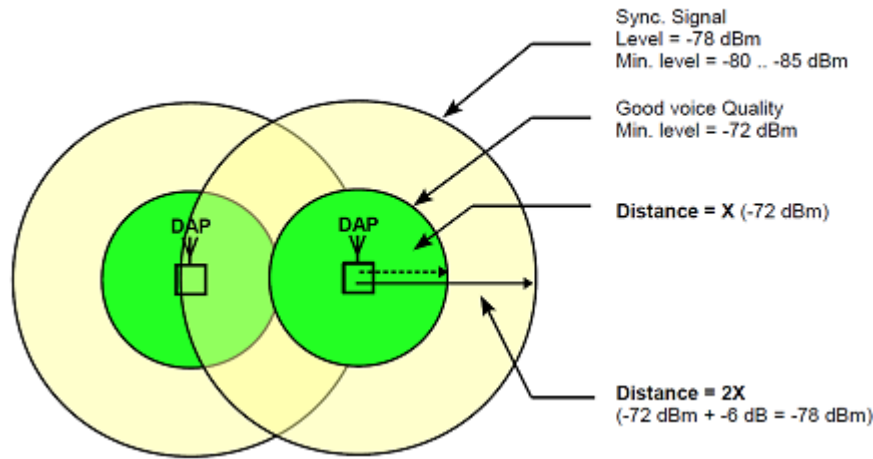 Sync. Signal
Level = -78 dBm
Min. level = -80 .. -85 dBm
Good voice Quality
Min. level = -72 dBm
DAP
DAP
Distance = X (-72 dBm)
Distance = 2X
(-72 dBm + -6 dB = -78 dBm)